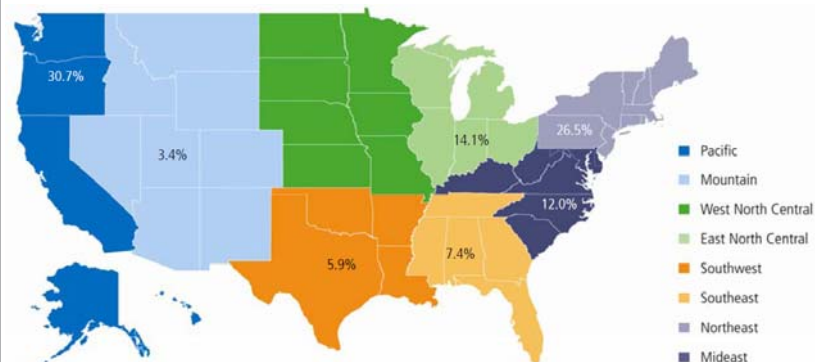 30.7%
3.4%
14.1%
26.5%
12.0%
5.9%
7.4%
Pacific
Mountain
West North Central
East North Central
Southwest
Southeast
Northeast
Mideast